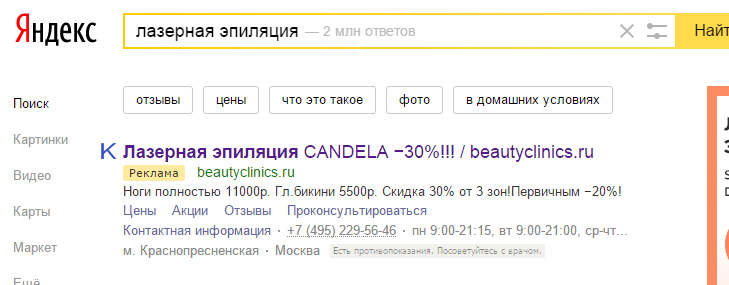 Яндекс
лазерная эпиляция — 2 млн ответов
Найт
отзывы цены что это такое фото в домашних условиях
Поиск
Картинки
Видео
Карты
Маркет
Ещё
Лазерная эпиляция CANDELA −30%!!! / beautyclinics.ru
Реклама beautyclinics.ru
Ноги полностью 11000р. Гл.бикини 5500р. Скидка 30% от 3 зон!Первичным −20%!
Цены Акции Отзывы Проконсультироваться
Контактная информация · +7 (495) 229-56-46 · пн 9:00-21:15, вт 9:00-21:00, ср-чт...
м. Краснопресненская · Москва Есть противопоказания. Посоветуйтесь с врачом.